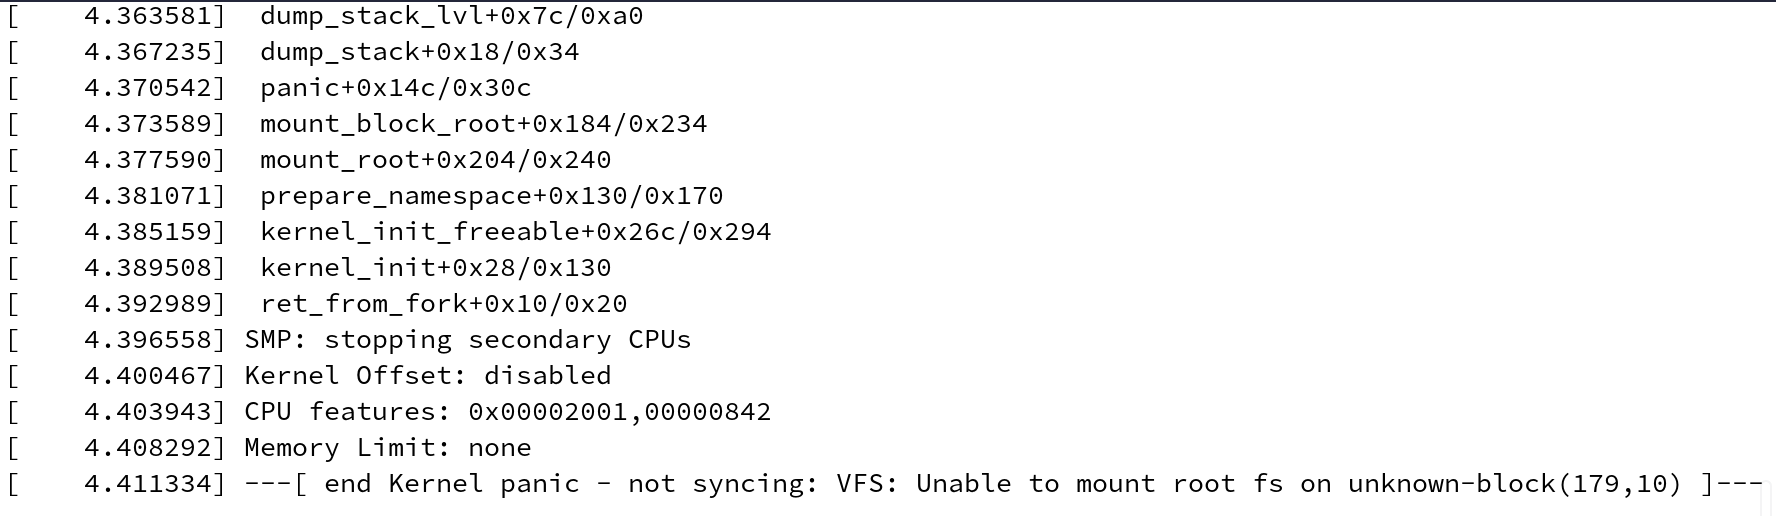 [    4.363581]  dump_stack_lvl+0x7c/0xa0
[    4.367235]  dump_stack+0x18/0x34
[    4.370542]  panic+0x14c/0x30c
[    4.373589]  mount_block_root+0x184/0x234
[    4.377590]  mount_root+0x204/0x240
[    4.381071]  prepare_namespace+0x130/0x170
[    4.385159]  kernel_init_freeable+0x26c/0x294
[    4.389508]  kernel_init+0x28/0x130
[    4.392989]  ret_from_fork+0x10/0x20
[    4.396558] SMP: stopping secondary CPUs
[    4.400467] Kernel Offset: disabled
[    4.403943] CPU features: 0x00002001,00000842
[    4.408292] Memory Limit: none
[    4.411334] ---[ end Kernel panic - not syncing: VFS: Unable to mount root fs on unknown-block(179,10) ]---